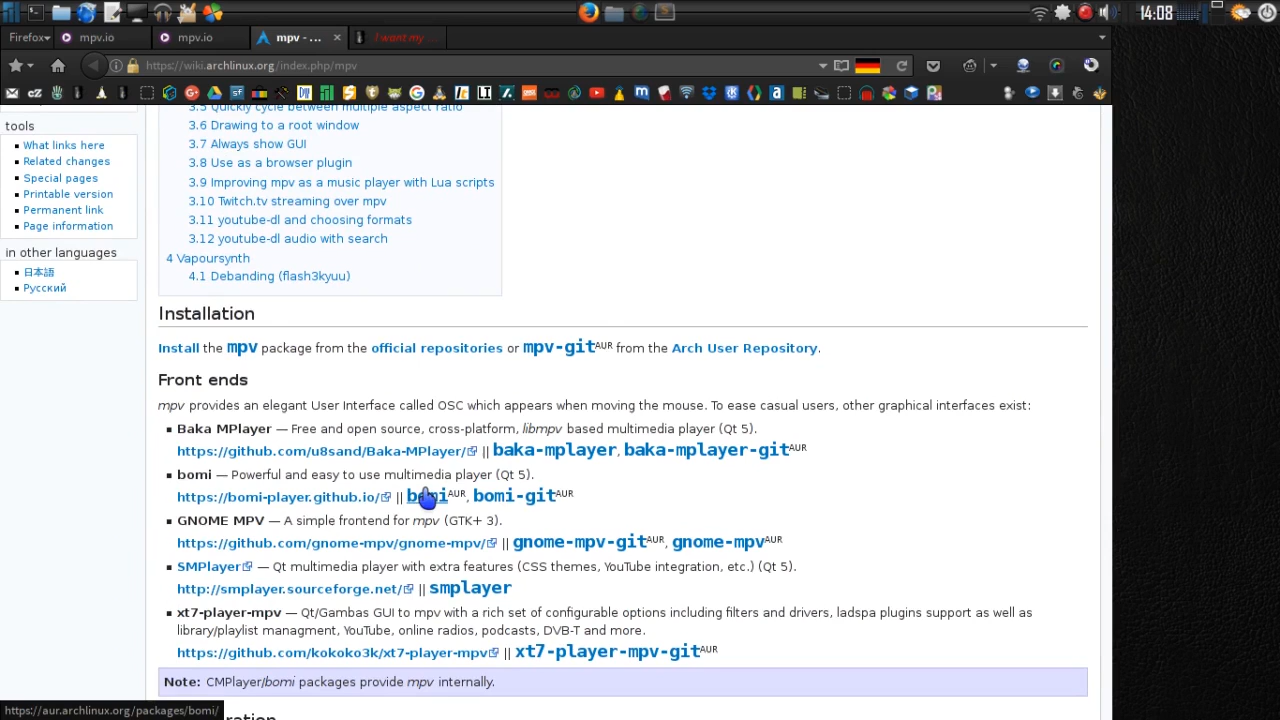 14:08
Firefox
mpv.io
mpv.io
mpv - ...
I want my ...
https://wiki.archlinux.org/index.php/mpv
3.5 Quickly cycle between multiple aspect ratio
tools
What links here
Related changes
Special pages
Printable version
Permanent link
Page information
in other languages
日本語
Русский
3.6 Drawing to a root window
3.7 Always show GUI
3.8 Use as a browser plugin
3.9 Improving mpv as a music player with Lua scripts
3.10 Twitch.tv streaming over mpv
3.11 youtube-dl and choosing formats
3.12 youtube-dl audio with search
4 Vapoursynth
4.1 Debanding (flash3kyuu)
Installation
Install the mpv package from the official repositories or mpv-gitAUR from the Arch User Repository.
Front ends
mpv provides an elegant User Interface called OSC which appears when moving the mouse. To ease casual users, other graphical interfaces exist:
Baka MPlayer — Free and open source, cross-platform, libmpv based multimedia player (Qt 5).
https://github.com/u8sand/Baka-MPlayer/ || baka-mplayer, baka-mplayer-gitAUR
bomi — Powerful and easy to use multimedia player (Qt 5).
https://bomi-player.github.io/ || bomiAUR, bomi-gitAUR
GNOME MPV — A simple frontend for mpv (GTK+ 3).
https://github.com/gnome-mpv/gnome-mpv/ || gnome-mpv-gitAUR, gnome-mpvAUR
SMPlayer — Qt multimedia player with extra features (CSS themes, YouTube integration, etc.) (Qt 5).
http://smplayer.sourceforge.net/ || smplayer
xt7-player-mpv — Qt/Gambas GUI to mpv with a rich set of configurable options including filters and drivers, ladspa plugins support as well as
library/playlist managment, YouTube, online radios, podcasts, DVB-T and more.
https://github.com/kokoko3k/xt7-player-mpv || xt7-player-mpv-gitAUR
Note: CMPlayer/bomi packages provide mpv internally.
https://aur.archlinux.org/packages/bomi/